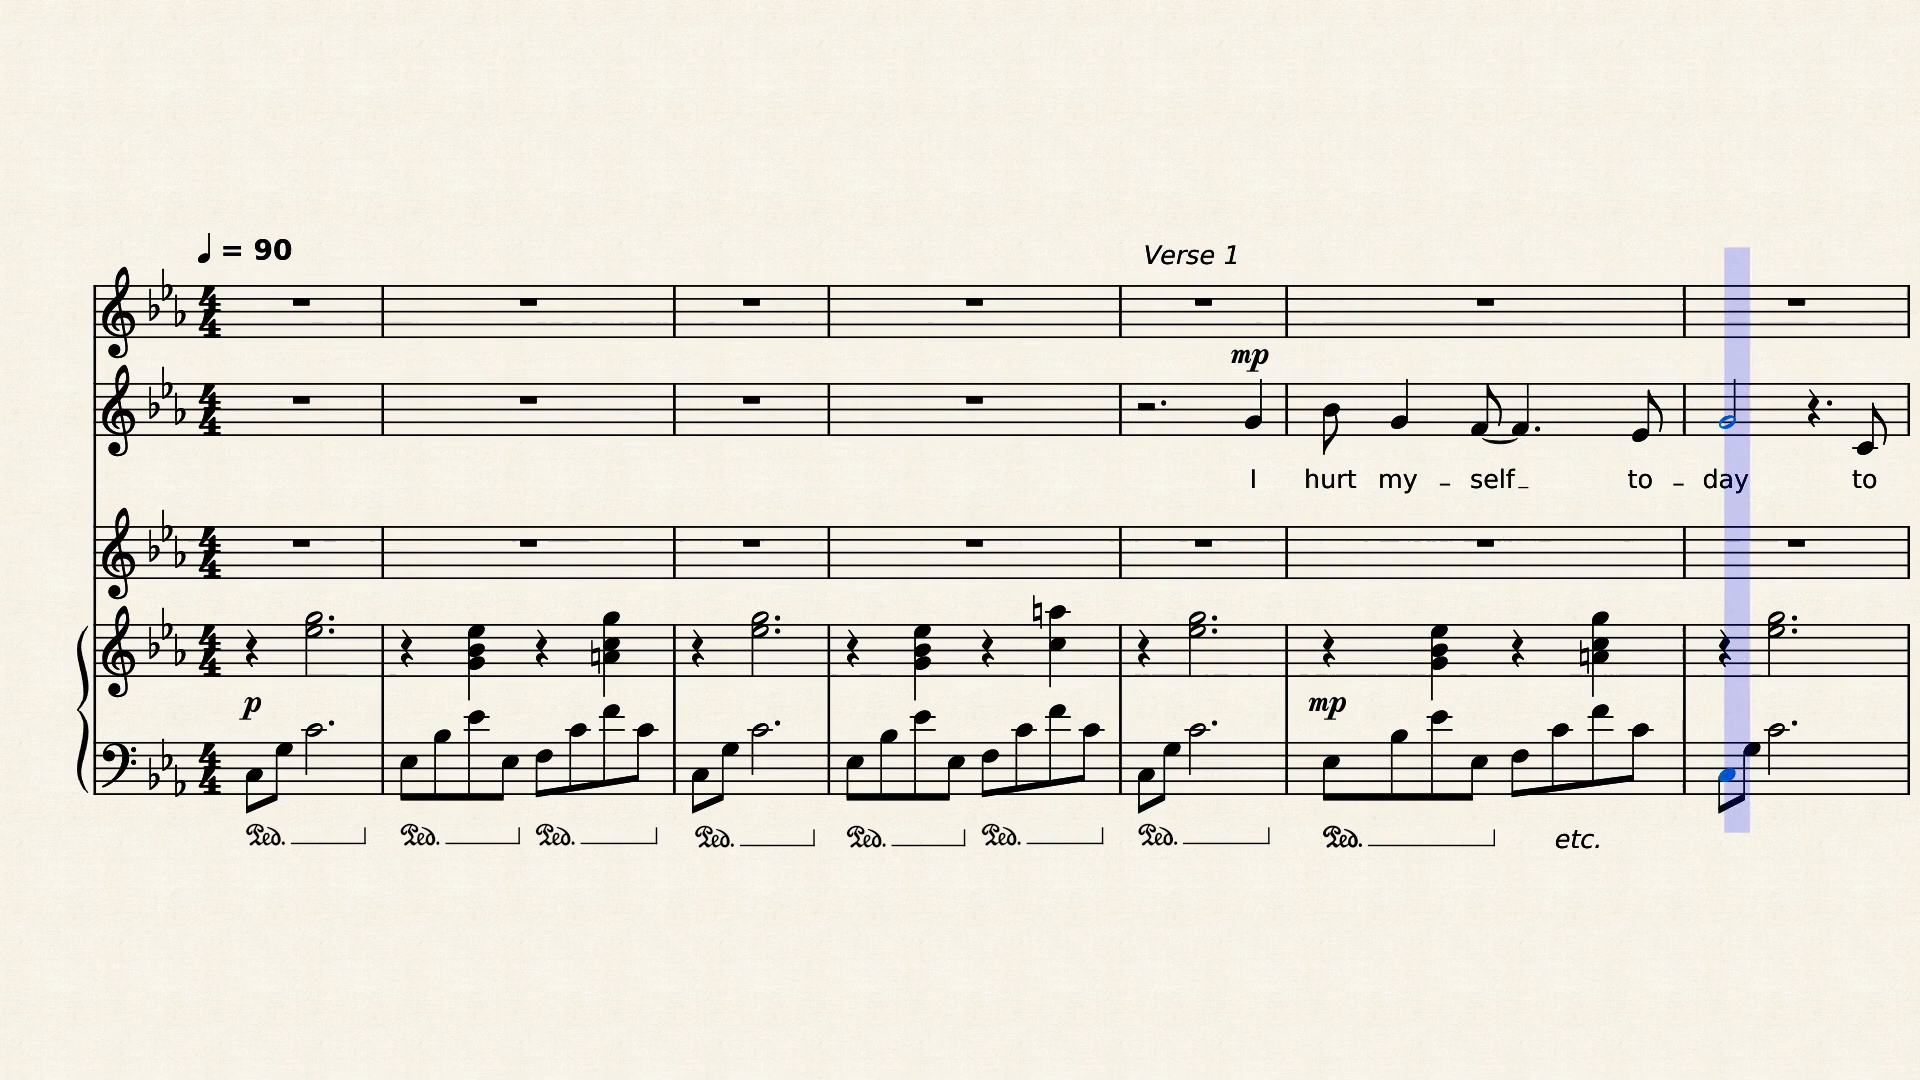 ♩ = 90
Verse 1
mp
I hurt my - self _ to - day to
p
mp
Ped. Ped. Ped. Ped. Ped. Ped. Ped. Ped. etc.